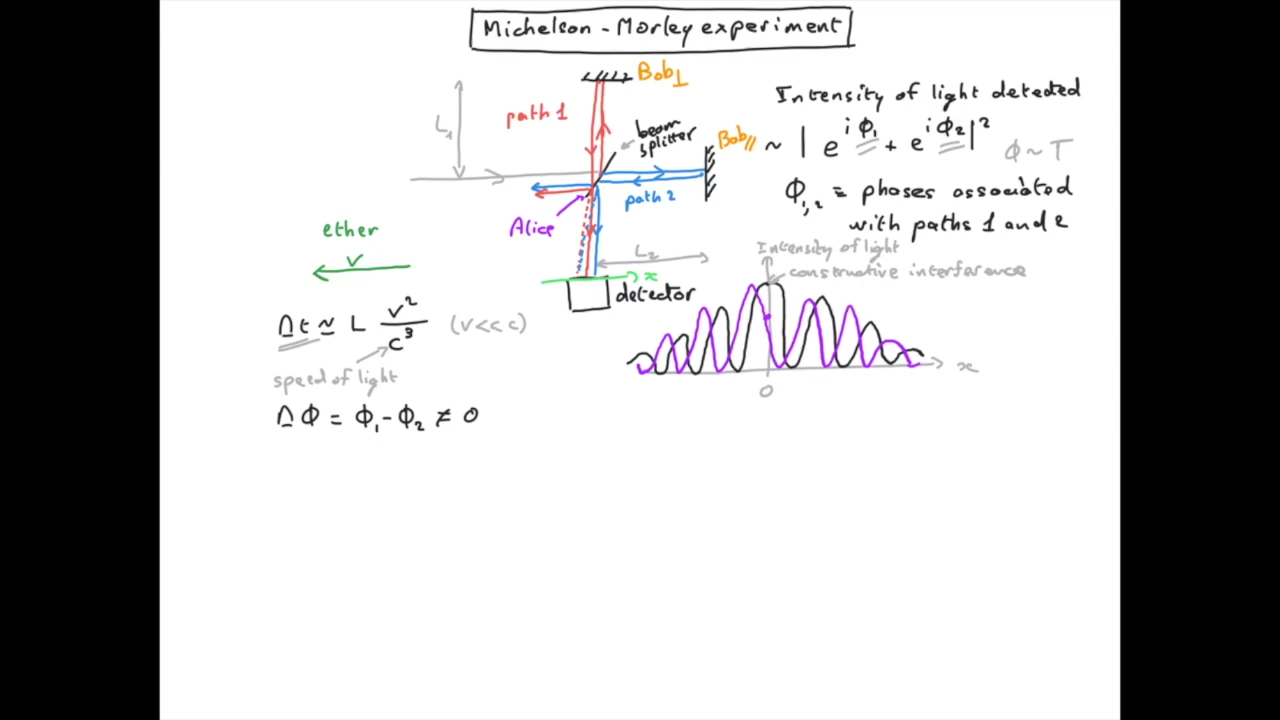 Michelson - Morley experiment
Bob⊥
path 1
L₁
beam
splitter
Bob//
path 2
Alice
ether
v
L₂
x
detector
Intensity of light detected
~ | e^{i Φ₁} + e^{i Φ₂} |²
Φ ~ T
Φ₁,₂ = phases associated
with paths 1 and 2
Intensity of light
constructive interference
x
0
Δt ≃ L v²/c³ (v << c)
speed of light
ΔΦ = Φ₁ - Φ₂ ≠ 0